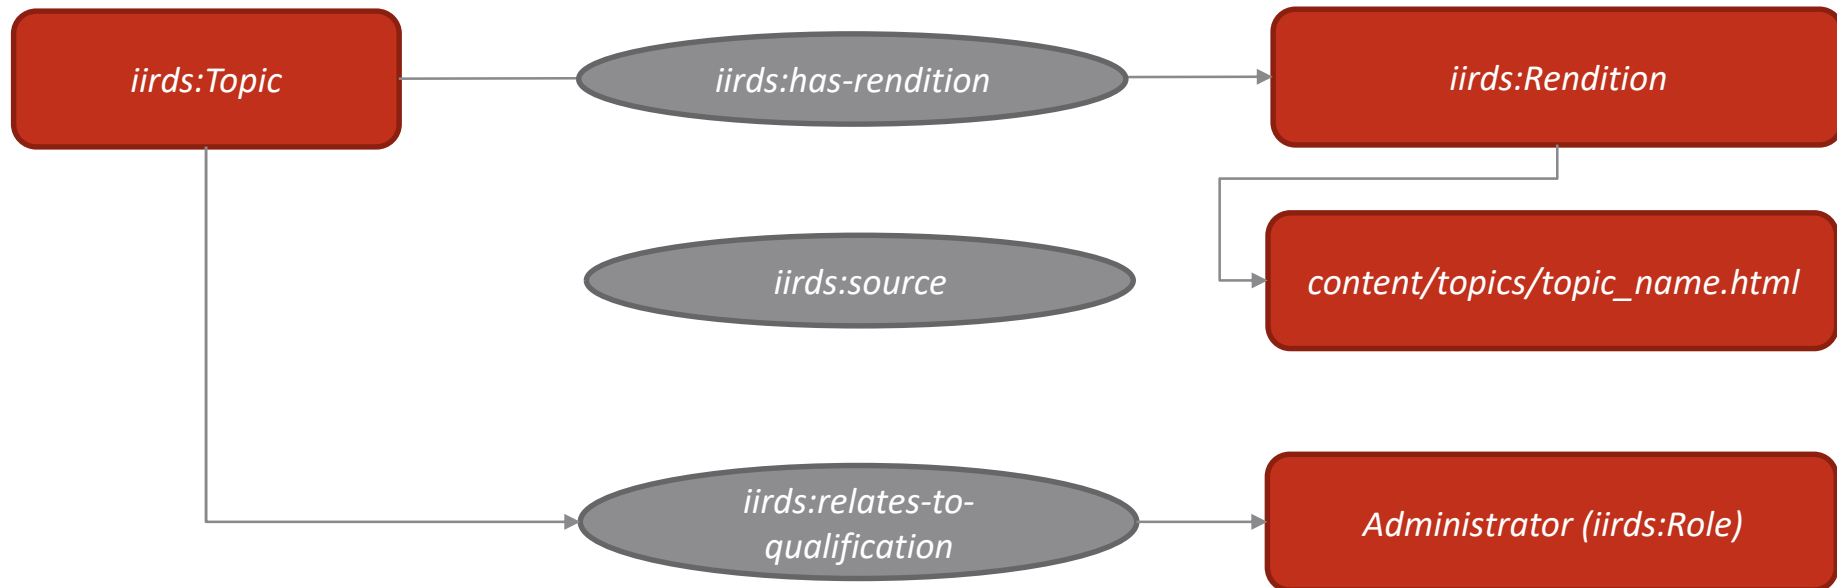 iirds:Topic
iirds:has-rendition
iirds:Rendition
iirds:source
content/topics/topic_name.html
iirds:relates-to-
qualification
Administrator (iirds:Role)